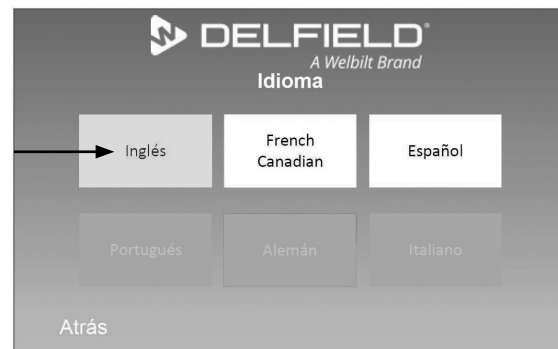 DELFIELD®
A Welbilt Brand
Idioma
Inglés
French
Canadian
Español
Portugués
Alemán
Italiano
Atrás